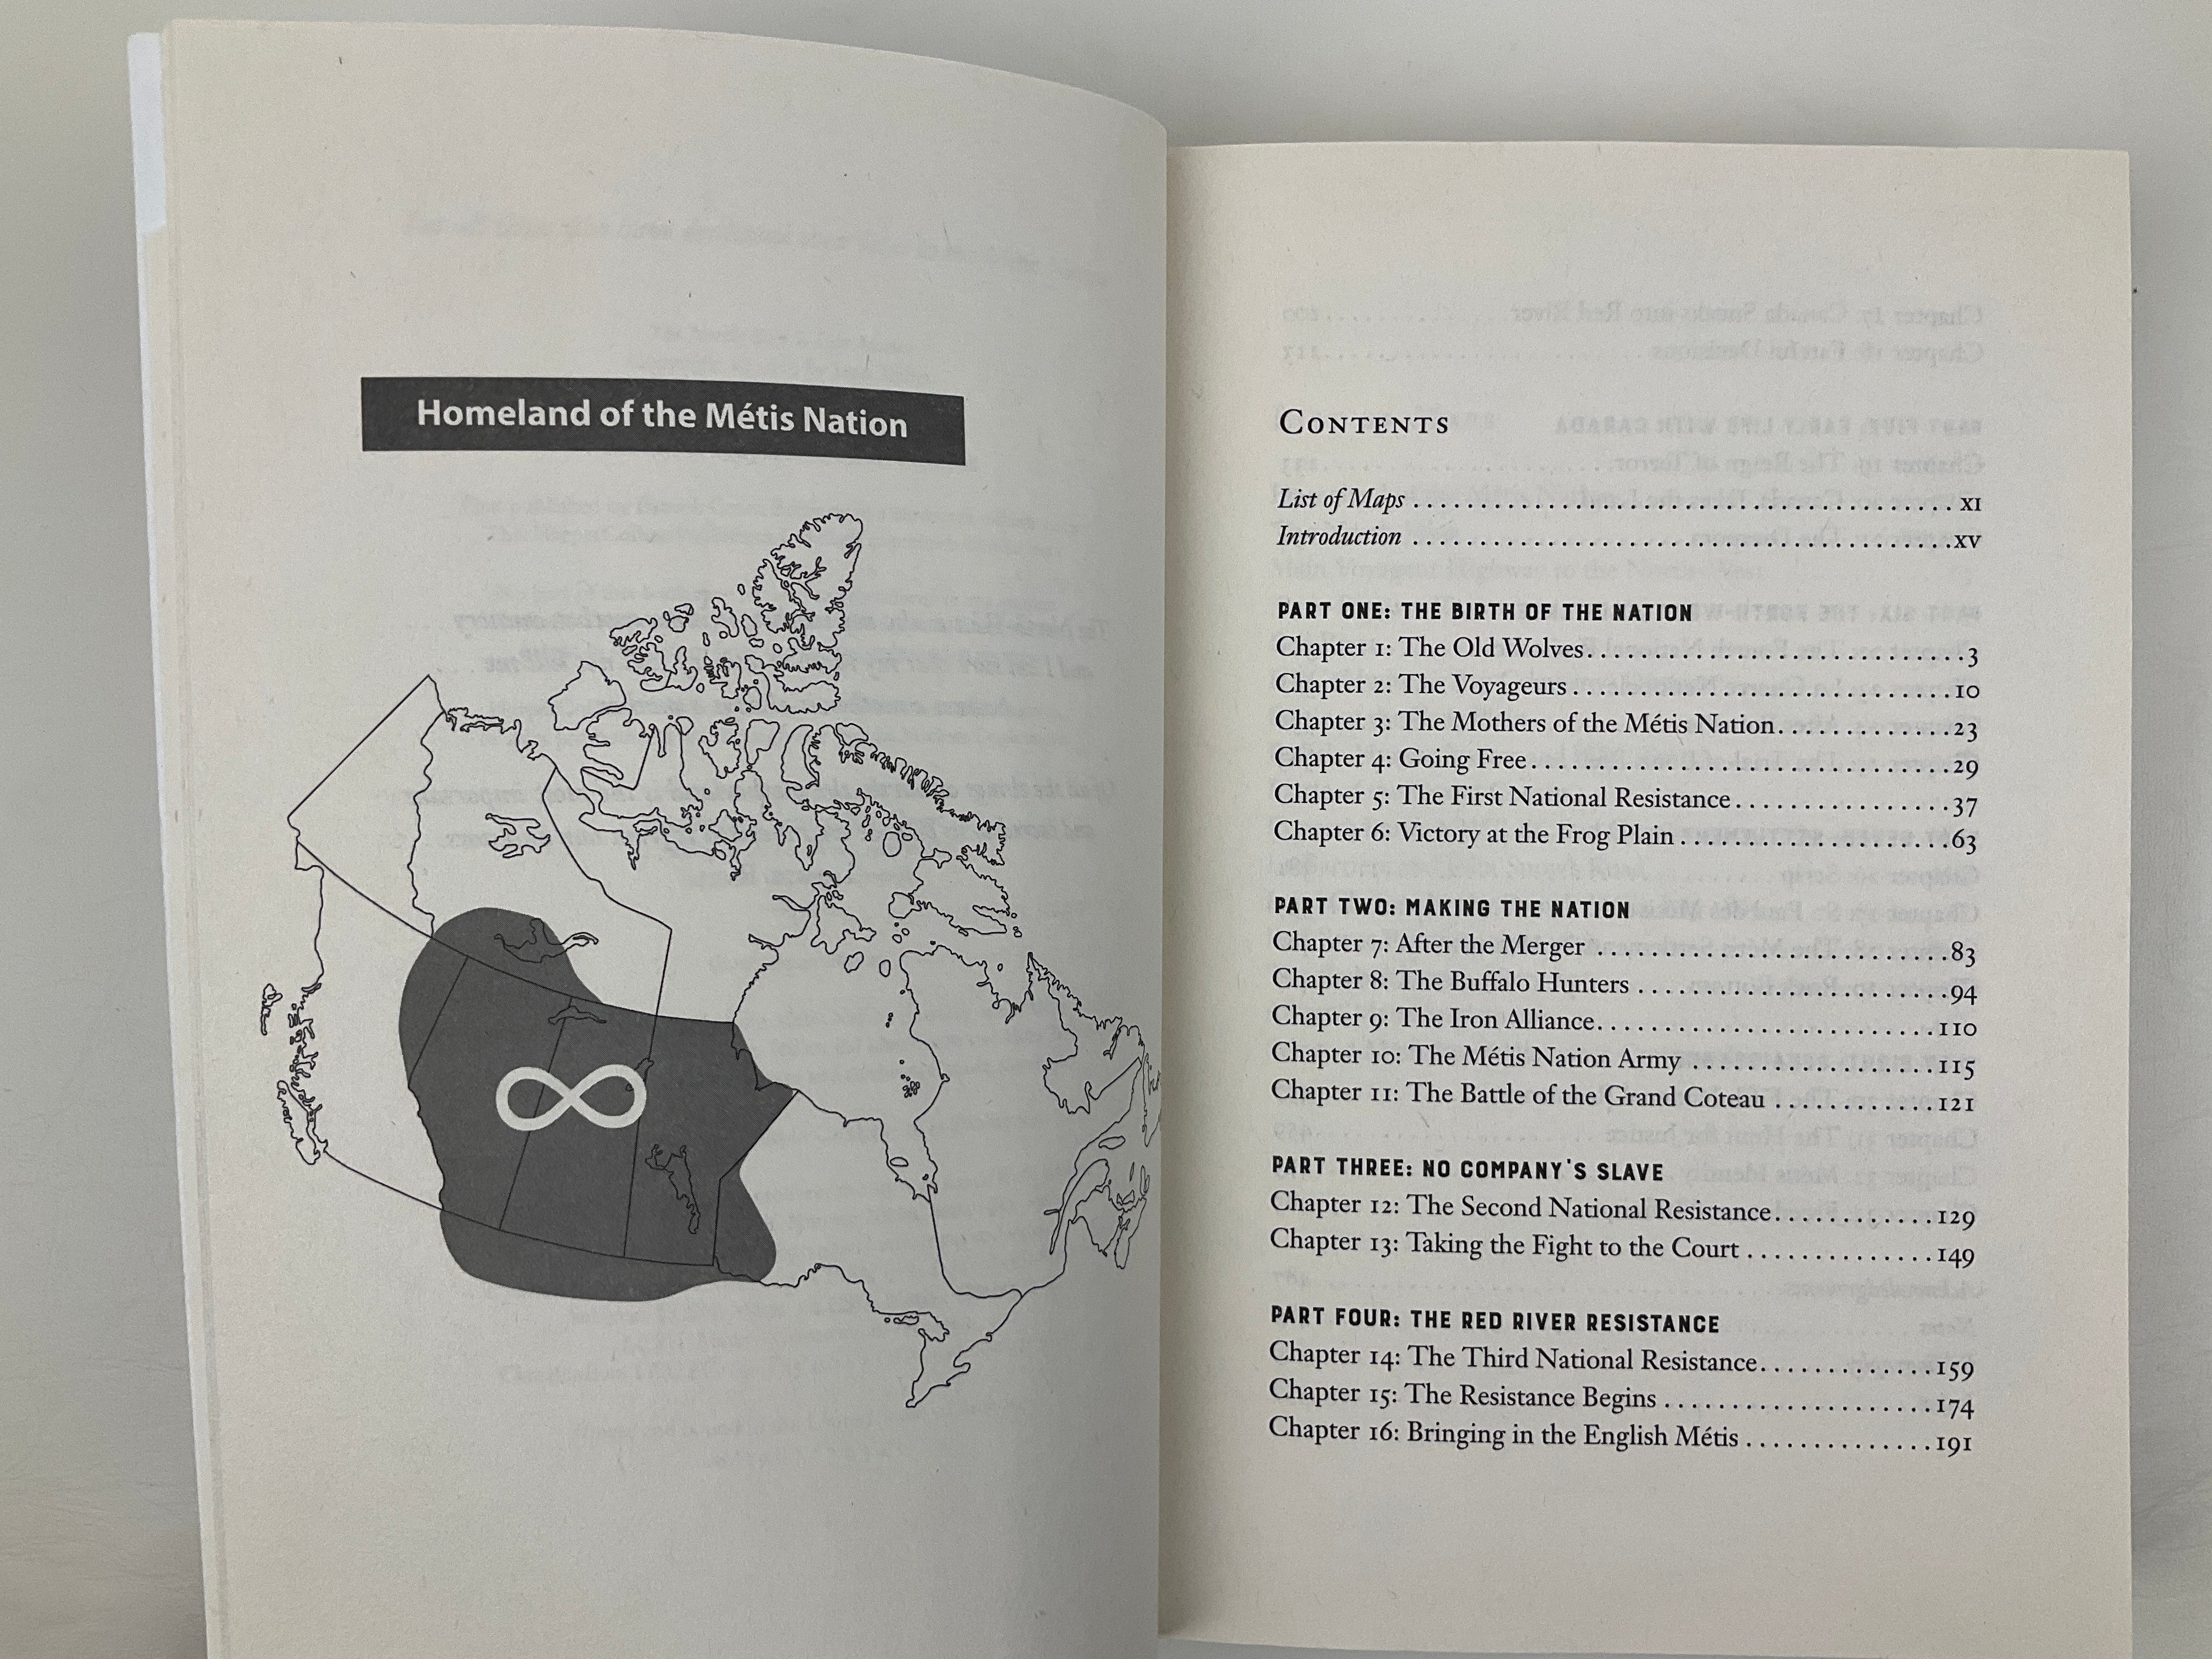 Homeland of the Métis Nation
Contents
List of Maps . . . . . . . . . . . . . . . . . . . . . . . . . . . . . . . . . . . . . . . . xi
Introduction . . . . . . . . . . . . . . . . . . . . . . . . . . . . . . . . . . . . . . . . xv
PART ONE: THE BIRTH OF THE NATION
Chapter 1: The Old Wolves. . . . . . . . . . . . . . . . . . . . . . . . . . . . 3
Chapter 2: The Voyageurs . . . . . . . . . . . . . . . . . . . . . . . . . . . . 10
Chapter 3: The Mothers of the Métis Nation. . . . . . . . . . . . . 23
Chapter 4: Going Free. . . . . . . . . . . . . . . . . . . . . . . . . . . . . . . 29
Chapter 5: The First National Resistance. . . . . . . . . . . . . . . . 37
Chapter 6: Victory at the Frog Plain . . . . . . . . . . . . . . . . . . . . 63
PART TWO: MAKING THE NATION
Chapter 7: After the Merger . . . . . . . . . . . . . . . . . . . . . . . . . . 83
Chapter 8: The Buffalo Hunters . . . . . . . . . . . . . . . . . . . . . . . 94
Chapter 9: The Iron Alliance. . . . . . . . . . . . . . . . . . . . . . . . . 110
Chapter 10: The Métis Nation Army . . . . . . . . . . . . . . . . . . 115
Chapter 11: The Battle of the Grand Coteau . . . . . . . . . . . . 121
PART THREE: NO COMPANY'S SLAVE
Chapter 12: The Second National Resistance. . . . . . . . . . . . 129
Chapter 13: Taking the Fight to the Court . . . . . . . . . . . . . . 149
PART FOUR: THE RED RIVER RESISTANCE
Chapter 14: The Third National Resistance. . . . . . . . . . . . . 159
Chapter 15: The Resistance Begins . . . . . . . . . . . . . . . . . . . . 174
Chapter 16: Bringing in the English Métis . . . . . . . . . . . . . . 191